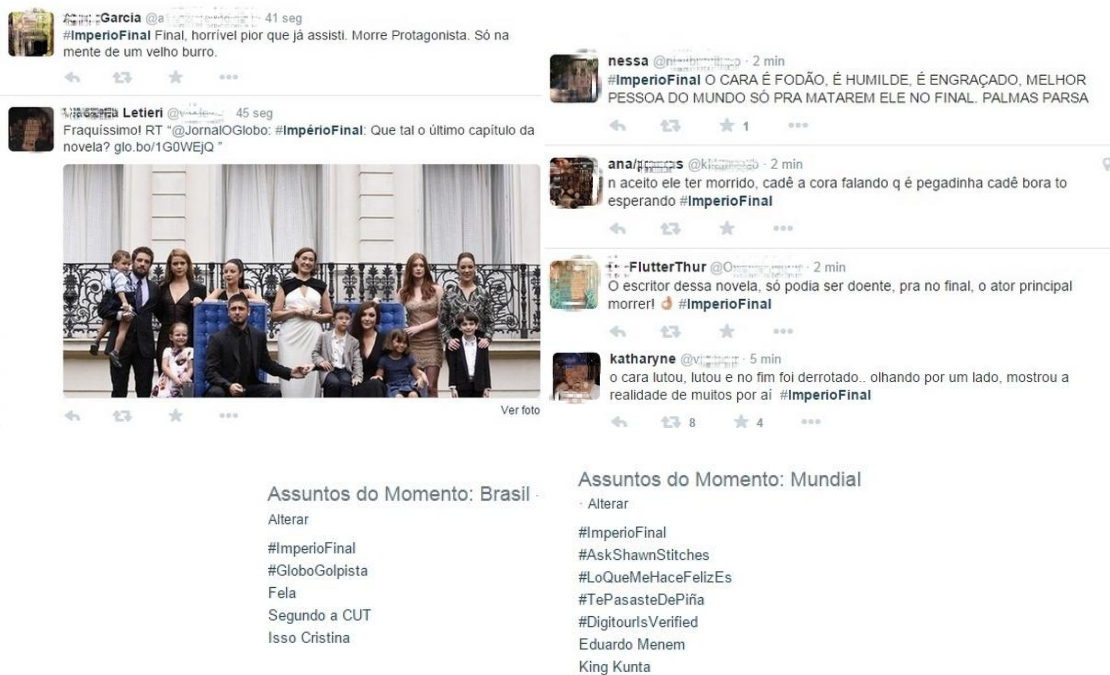 Garcia @a 41 seg
#ImperioFinal Final, horrível pior que já assisti. Morre Protagonista. Só na
mente de um velho burro.
Letieri 45 seg
Fraquíssimo! RT "@JornalOGlobo: #ImpérioFinal: Que tal o último capítulo da
novela? glo.bo/1G0WEjQ "
Ver foto
nessa 2 min
#ImperioFinal O CARA É FODÃO, É HUMILDE, É ENGRAÇADO, MELHOR
PESSOA DO MUNDO SÓ PRA MATAREM ELE NO FINAL. PALMAS PARSA
1
2 min
n aceito ele ter morrido, cadê a cora falando q é pegadinha cadê bora to
esperando #ImperioFinal
FlutterThur · 2 min
O escritor dessa novela, só podia ser doente, pra no final, o ator principal
morrer! 👌 #ImperioFinal
katharyne · 5 min
o cara lutou, lutou e no fim foi derrotado.. olhando por um lado, mostrou a
realidade de muitos por aí #ImperioFinal
8 4
Assuntos do Momento: Brasil ·
Alterar
#ImperioFinal
#GloboGolpista
Fela
Segundo a CUT
Isso Cristina
Assuntos do Momento: Mundial
· Alterar
#ImperioFinal
#AskShawnStitches
#LoQueMeHaceFelizEs
#TePasasteDePiña
#DigitourIsVerified
Eduardo Menem
King Kunta